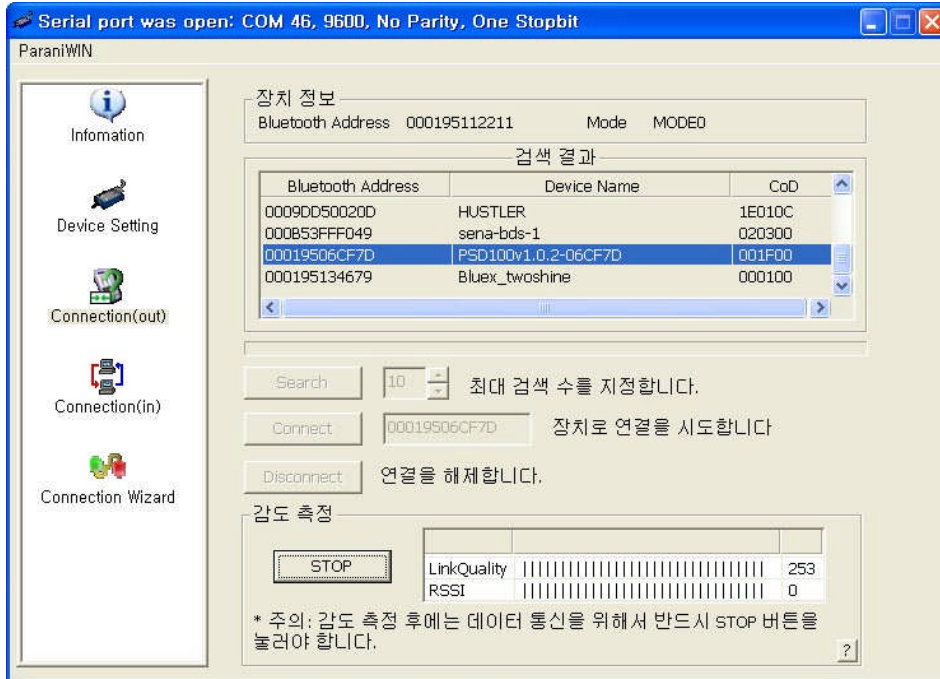 Serial port was open: COM 46, 9600, No Parity, One Stopbit
ParaniWIN
Infomation
Device Setting
Connection(out)
Connection(in)
Connection Wizard
장치 정보
Bluetooth Address 000195112211 Mode MODE0
검색 결과
Bluetooth Address Device Name CoD
0009DD50020D HUSTLER 1E010C
000B53FFF049 sena-bds-1 020300
00019506CF7D PSD100v1.0.2-06CF7D 001F00
000195134679 Bluex_twoshine 000100
Search 10 최대 검색 수를 지정합니다.
Connect 00019506CF7D 장치로 연결을 시도합니다
Disconnect 연결을 해제합니다.
감도 측정
STOP
LinkQuality 253
RSSI 0
* 주의: 감도 측정 후에는 데이터 통신을 위해서 반드시 STOP 버튼을
눌러야 합니다.
?